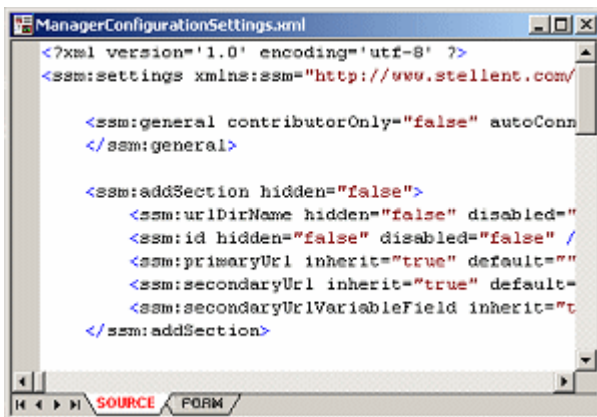 ManagerConfigurationSettings.xml
<?xml version='1.0' encoding='utf-8' ?>
<ssm:settings xmlns:ssm="http://www.stellent.com/
<ssm:general contributorOnly="false" autoConn
</ssm:general>
<ssm:addSection hidden="false">
<ssm:urlDirName hidden="false" disabled="
<ssm:id hidden="false" disabled="false" /
<ssm:primaryUrl inherit="true" default=""
<ssm:secondaryUrl inherit="true" default=
<ssm:secondaryUrlVariableField inherit="t
</ssm:addSection>
SOURCE FORM